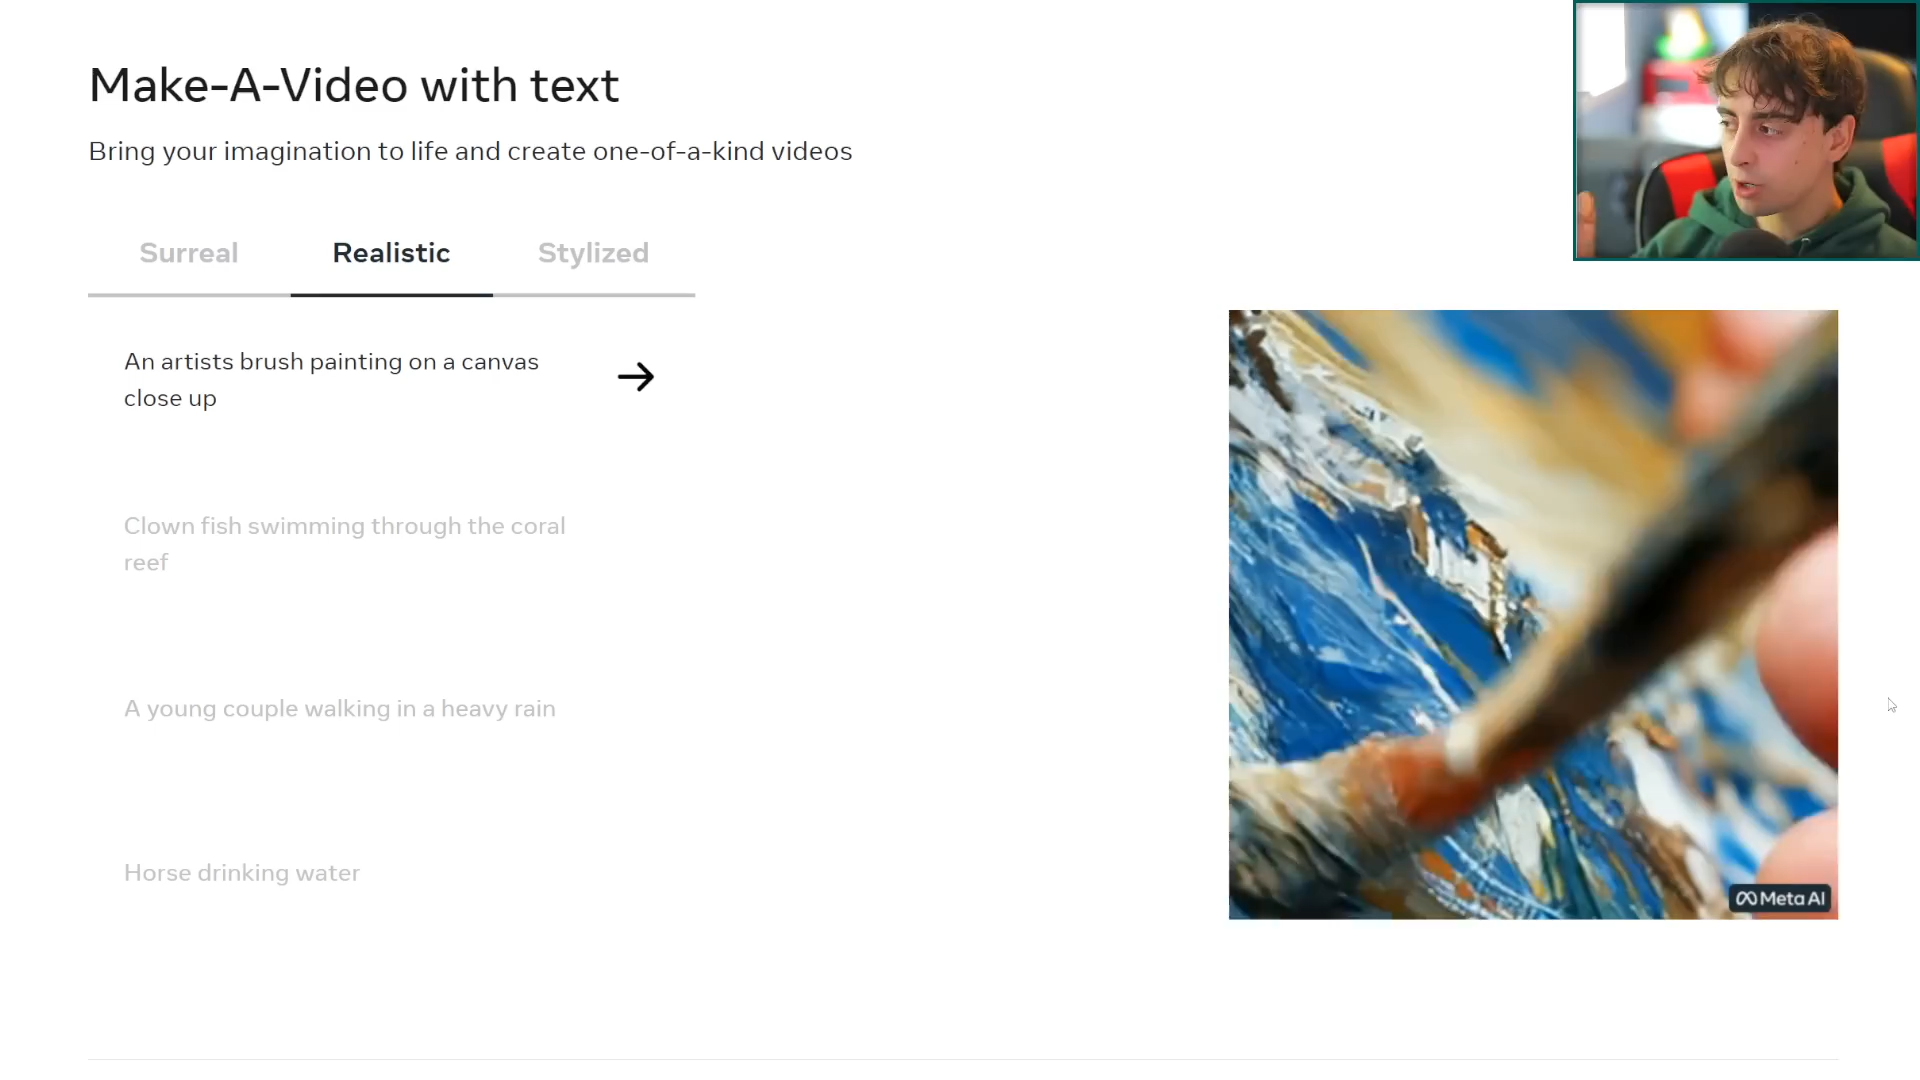 Make-A-Video with text
Bring your imagination to life and create one-of-a-kind videos
Surreal
Realistic
Stylized
An artists brush painting on a canvas
close up
Clown fish swimming through the coral
reef
A young couple walking in a heavy rain
Horse drinking water
Meta AI